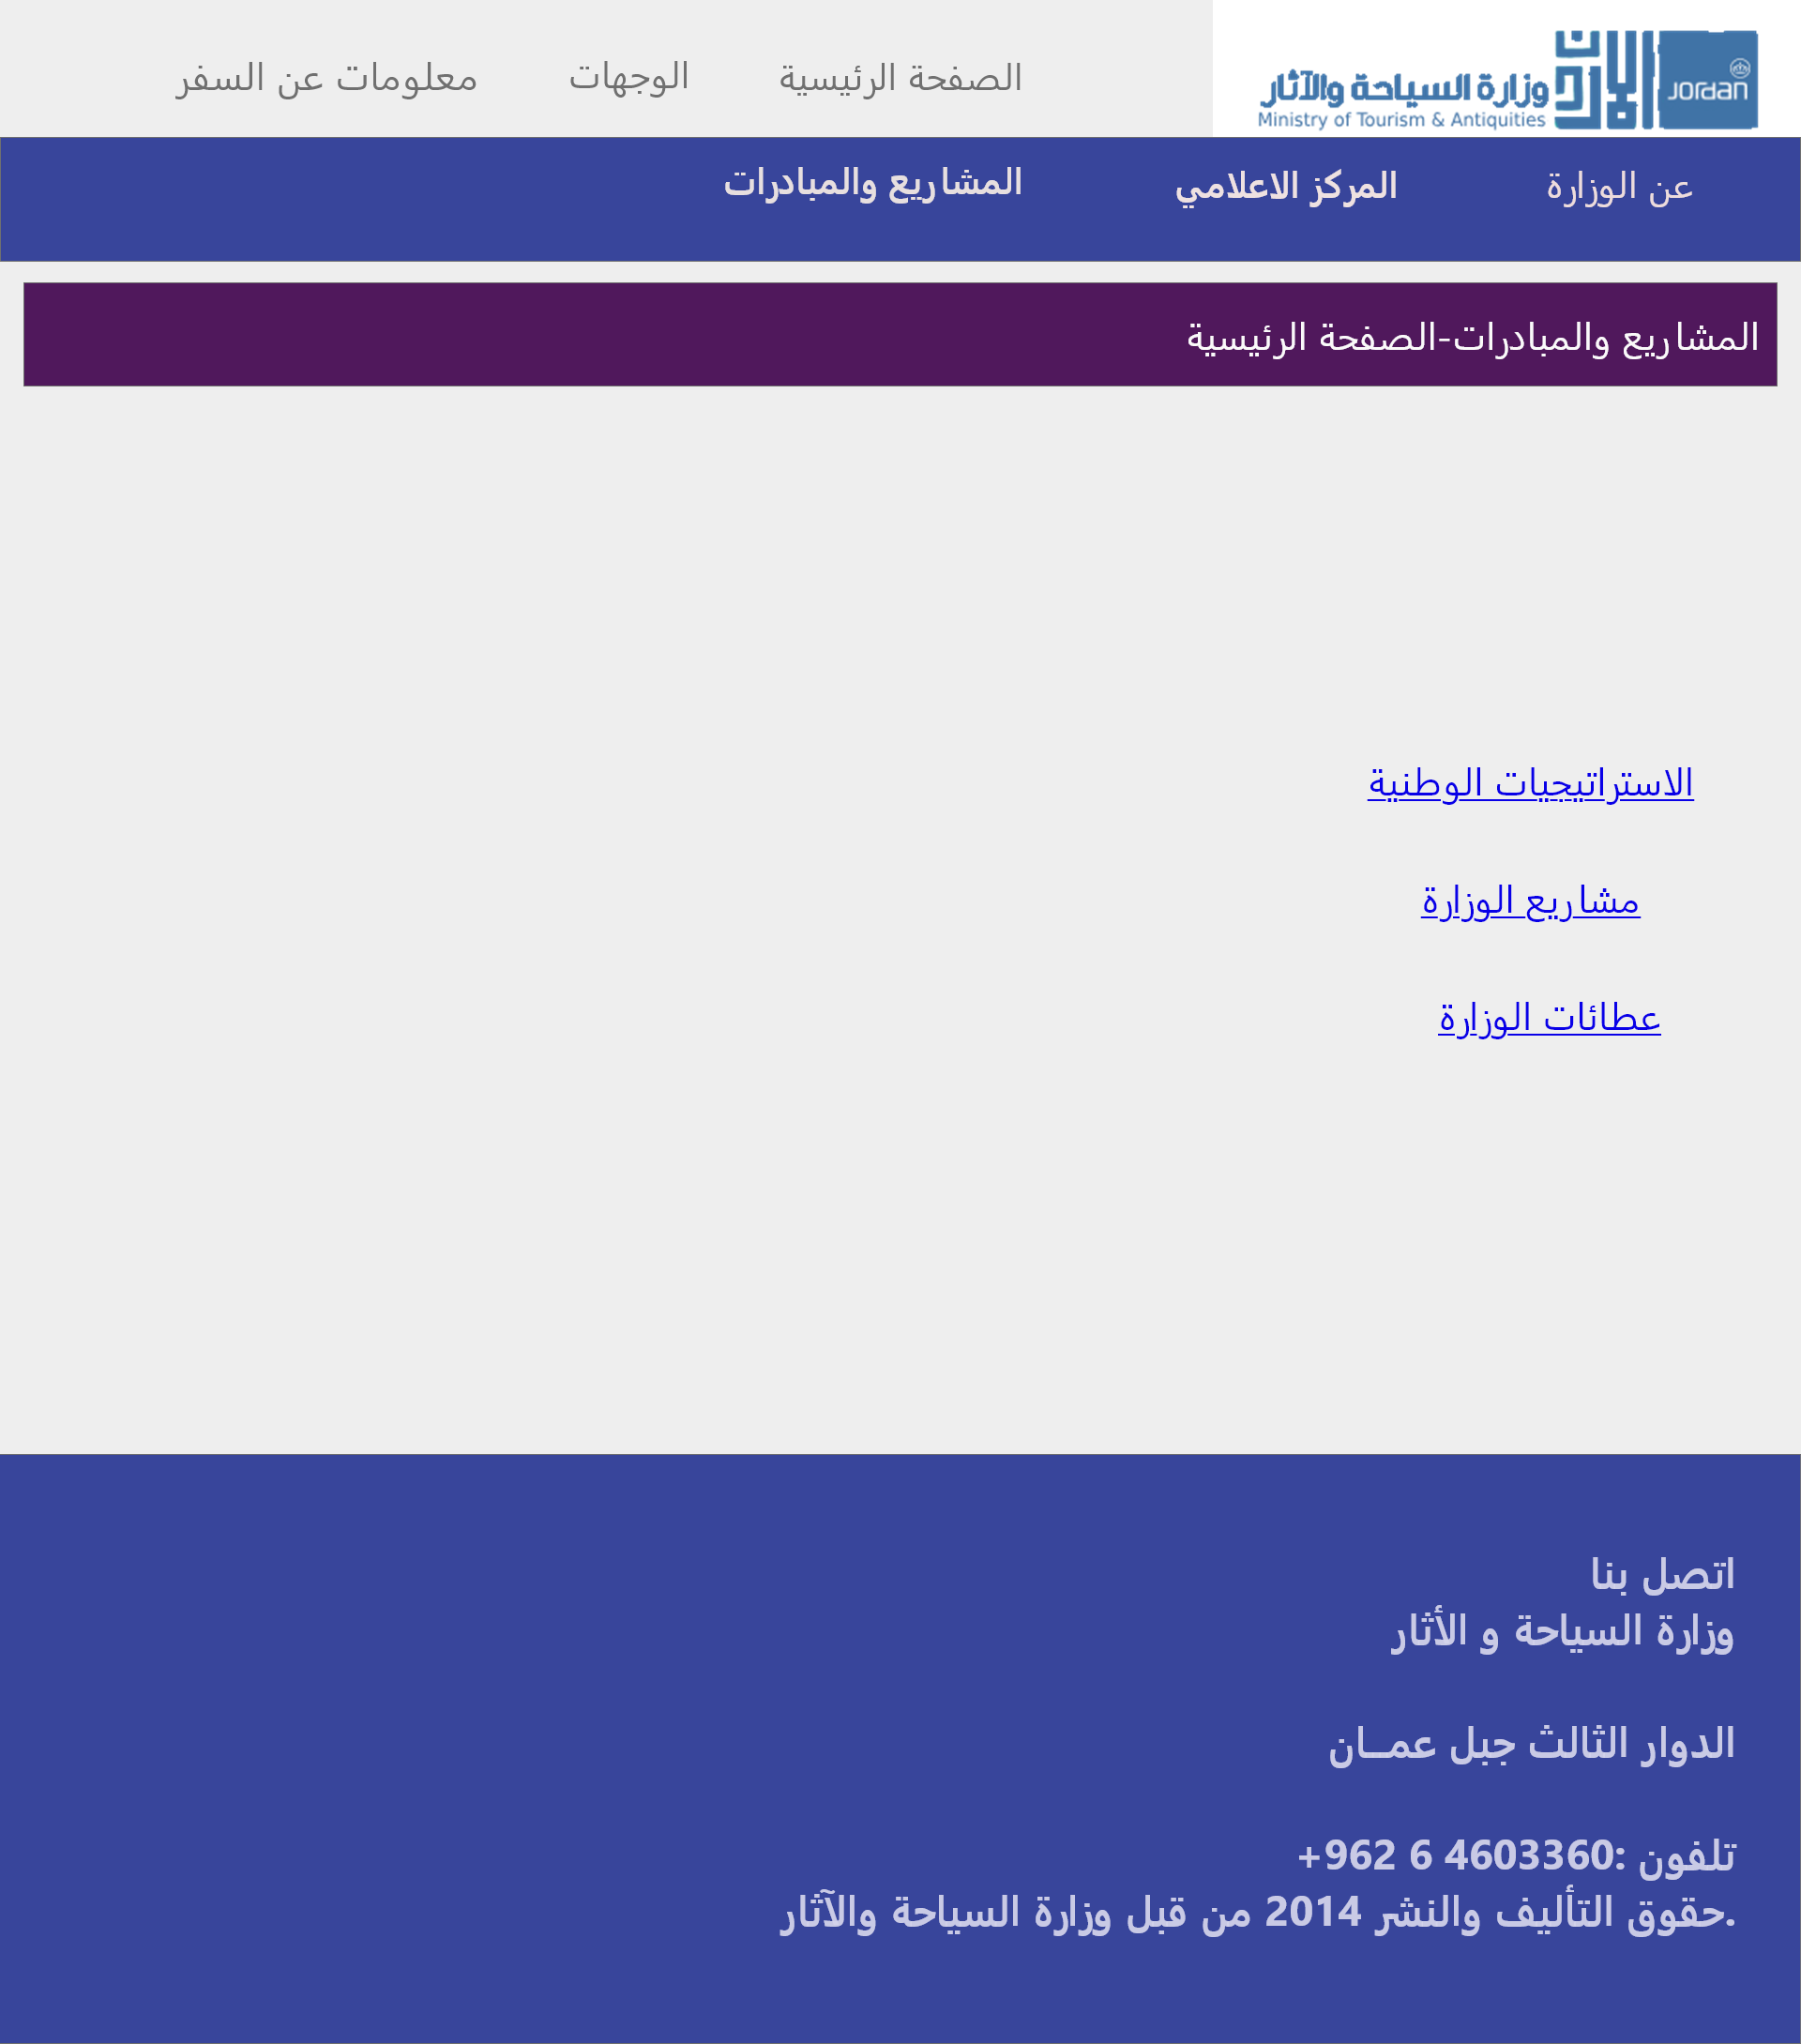 الأردن JORDAN
وزارة السياحة والآثار
Ministry of Tourism & Antiquities
الصفحة الرئيسية
الوجهات
معلومات عن السفر
عن الوزارة
المركز الاعلامي
المشاريع والمبادرات
المشاريع والمبادرات-الصفحة الرئيسية
الاستراتيجيات الوطنية
مشاريع الوزارة
عطائات الوزارة
اتصل بنا
وزارة السياحة و الأثار
الدوار الثالث جبل عمــان
تلفون :4603360 6 962+
.حقوق التأليف والنشر 2014 من قبل وزارة السياحة والآثار